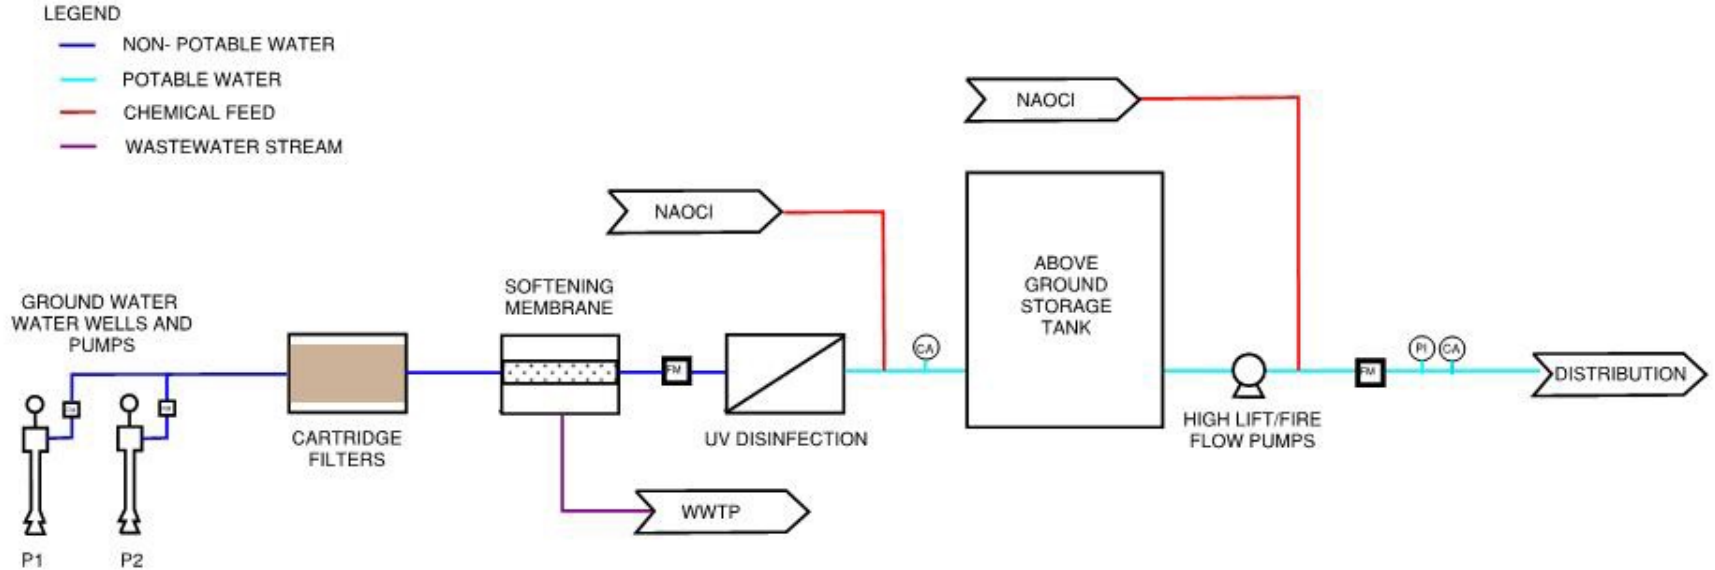 LEGEND
NON- POTABLE WATER
POTABLE WATER
CHEMICAL FEED
WASTEWATER STREAM
NAOCI
NAOCI
GROUND WATER
WATER WELLS AND
PUMPS
P1
P2
CARTRIDGE
FILTERS
SOFTENING
MEMBRANE
FM
WWTP
UV DISINFECTION
CA
ABOVE
GROUND
STORAGE
TANK
HIGH LIFT/FIRE
FLOW PUMPS
FM
PI
CA
DISTRIBUTION